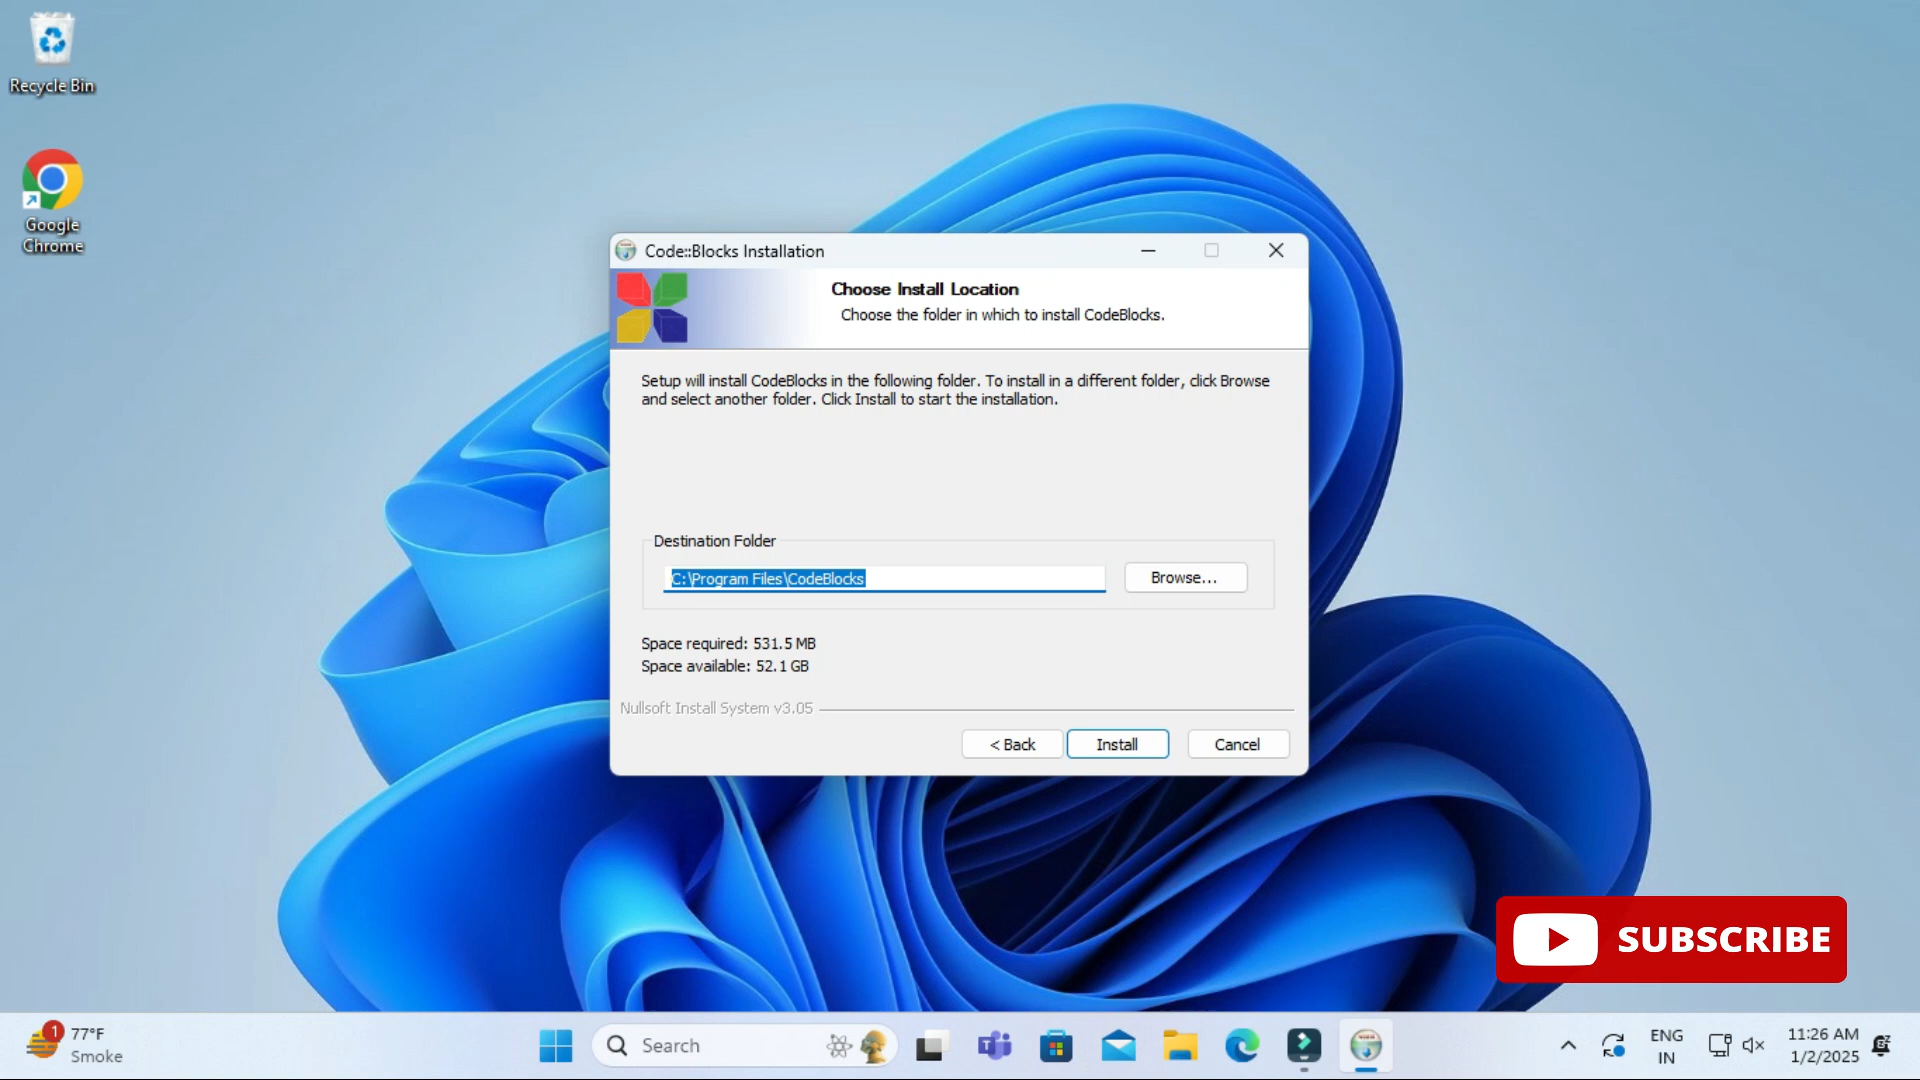 Recycle Bin
Google
Chrome
Code::Blocks Installation
Choose Install Location
Choose the folder in which to install CodeBlocks.
Setup will install CodeBlocks in the following folder. To install in a different folder, click Browse
and select another folder. Click Install to start the installation.
Destination Folder
C:\Program Files\CodeBlocks
Browse...
Space required: 531.5 MB
Space available: 52.1 GB
Nullsoft Install System v3.05
< Back
Install
Cancel
SUBSCRIBE
1
77°F
Smoke
Search
ENG
IN
11:26 AM
1/2/2025